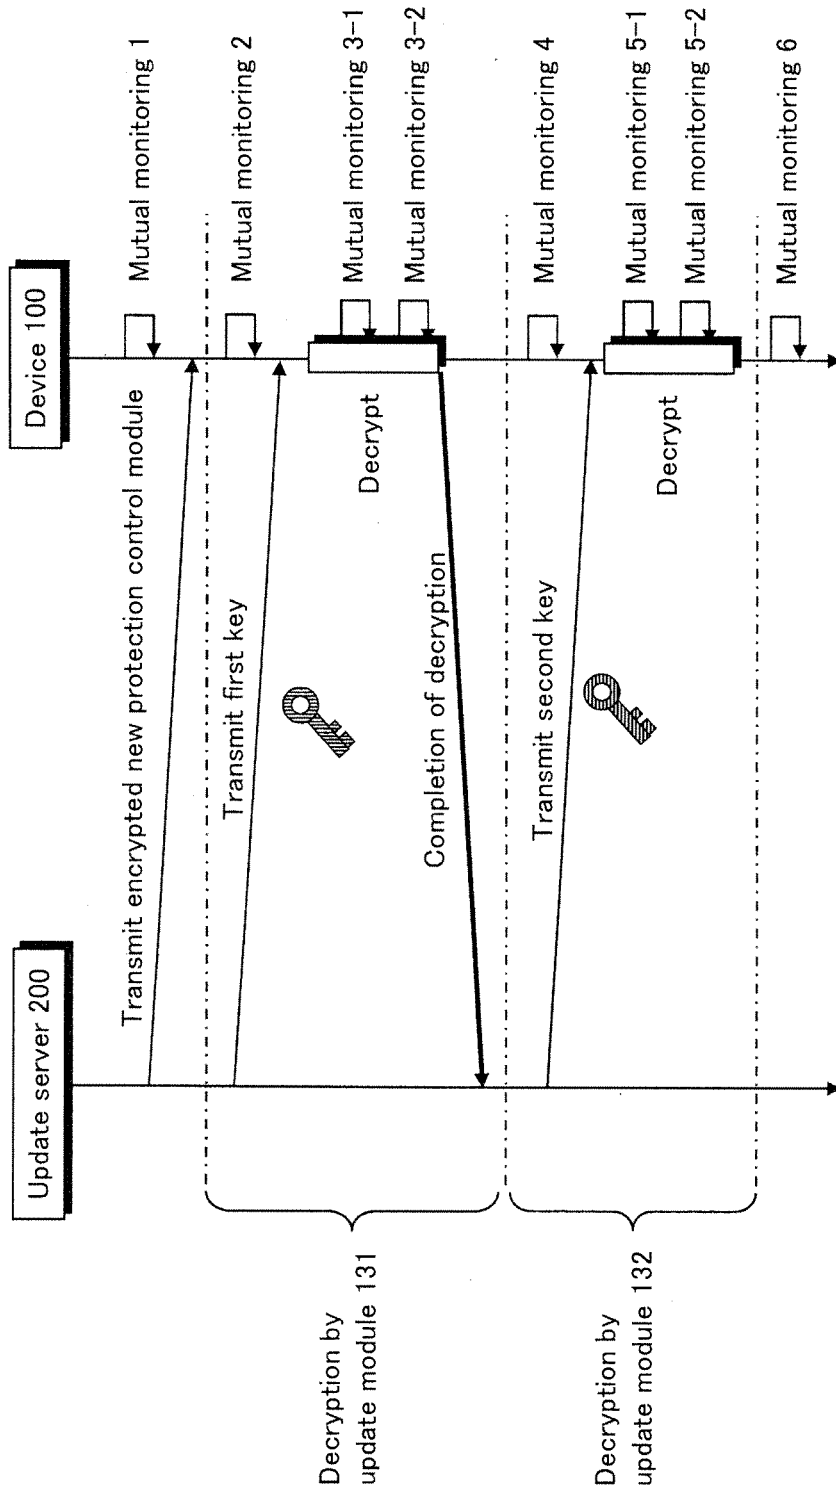 Update server 200
Device 100
Transmit encrypted new protection control module
Mutual monitoring 1
Decryption by
update module 131
Transmit first key
Mutual monitoring 2
Decrypt
Mutual monitoring 3-1
Mutual monitoring 3-2
Completion of decryption
Decryption by
update module 132
Transmit second key
Mutual monitoring 4
Decrypt
Mutual monitoring 5-1
Mutual monitoring 5-2
Mutual monitoring 6